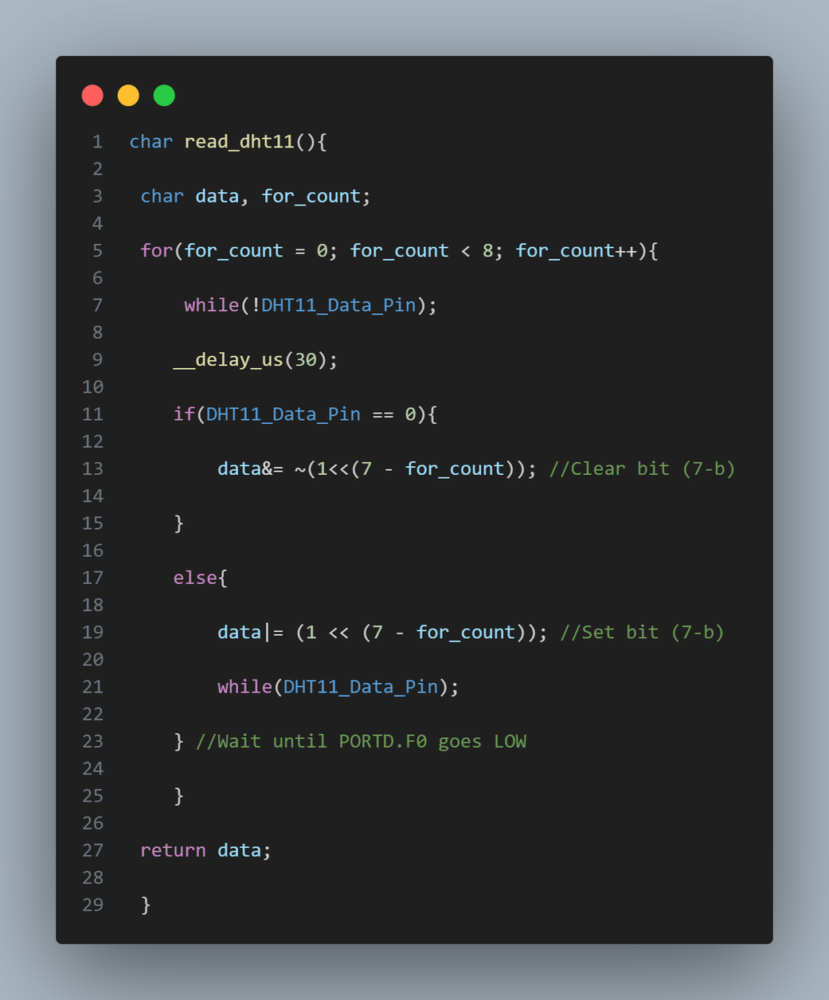 1 char read_dht11(){
2
3 char data, for_count;
4
5 for(for_count = 0; for_count < 8; for_count++){
6
7 while(!DHT11_Data_Pin);
8
9 __delay_us(30);
10
11 if(DHT11_Data_Pin == 0){
12
13 data&= ~(1<<(7 - for_count)); //Clear bit (7-b)
14
15 }
16
17 else{
18
19 data|= (1 << (7 - for_count)); //Set bit (7-b)
20
21 while(DHT11_Data_Pin);
22
23 } //Wait until PORTD.F0 goes LOW
24
25 }
26
27 return data;
28
29 }